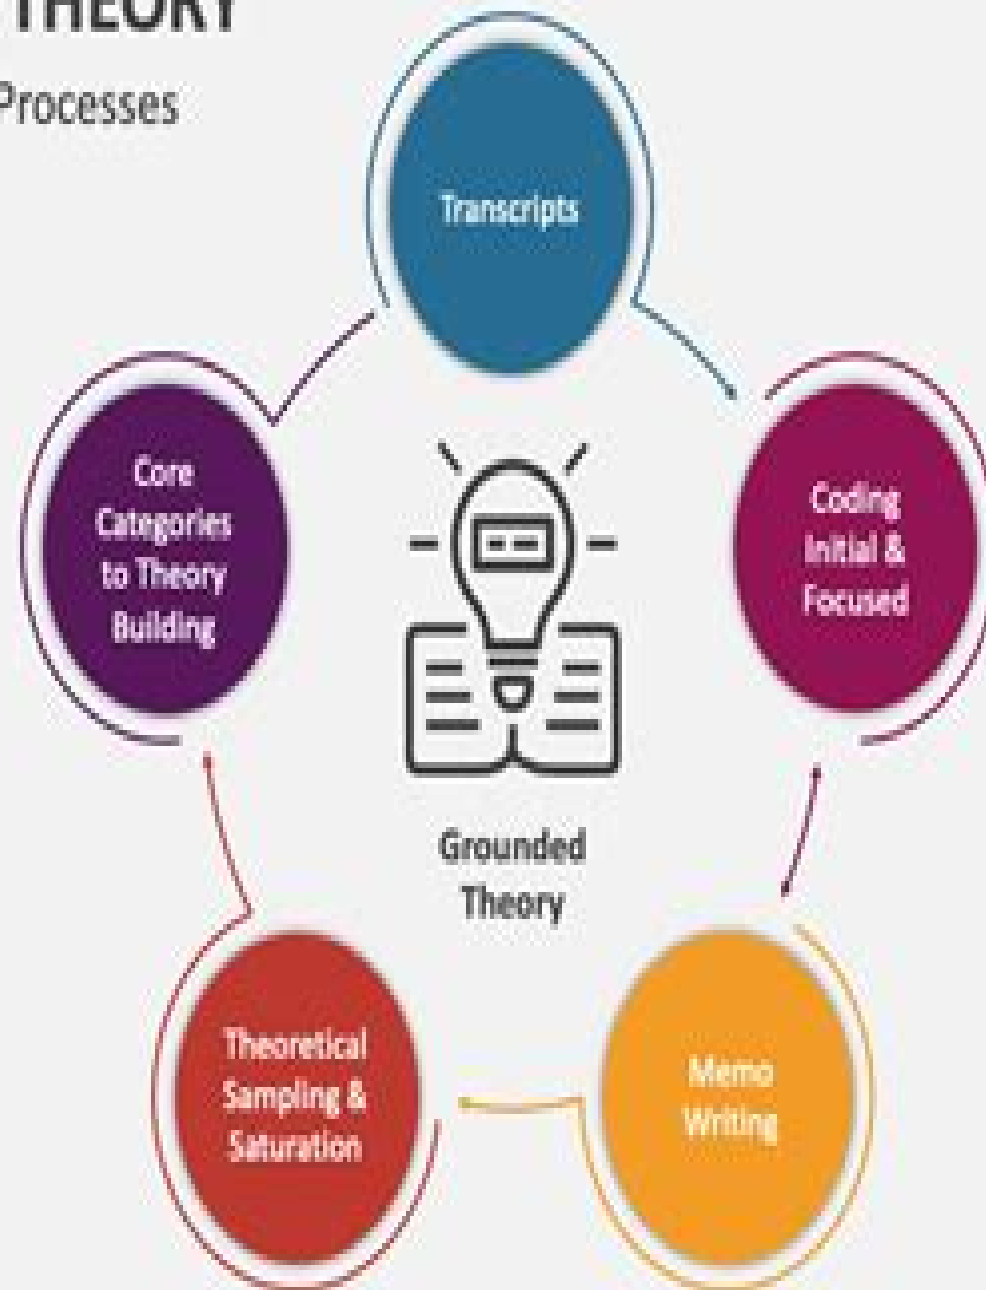 THEORY
Processes
Transcripts
Coding
Initial &
Focused
Memo
Writing
Theoretical
Sampling &
Saturation
Core
Categories
to Theory
Building
Grounded
Theory